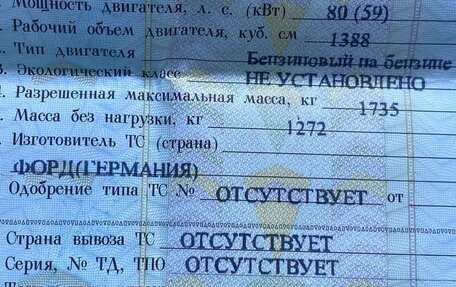 Мощность двигателя, л. с. (кВт) 80 (59)
Рабочий объем двигателя, куб. см 1388
Тип двигателя Бензиновый на бензине
Экологический класс НЕ УСТАНОВЛЕНО
Разрешенная максимальная масса, кг 1735
Масса без нагрузки, кг 1272
Изготовитель ТС (страна)
ФОРД(ГЕРМАНИЯ)
Одобрение типа ТС № ОТСУТСТВУЕТ от
Страна вывоза ТС ОТСУТСТВУЕТ
Серия, № ТД, ТПО ОТСУТСТВУЕТ